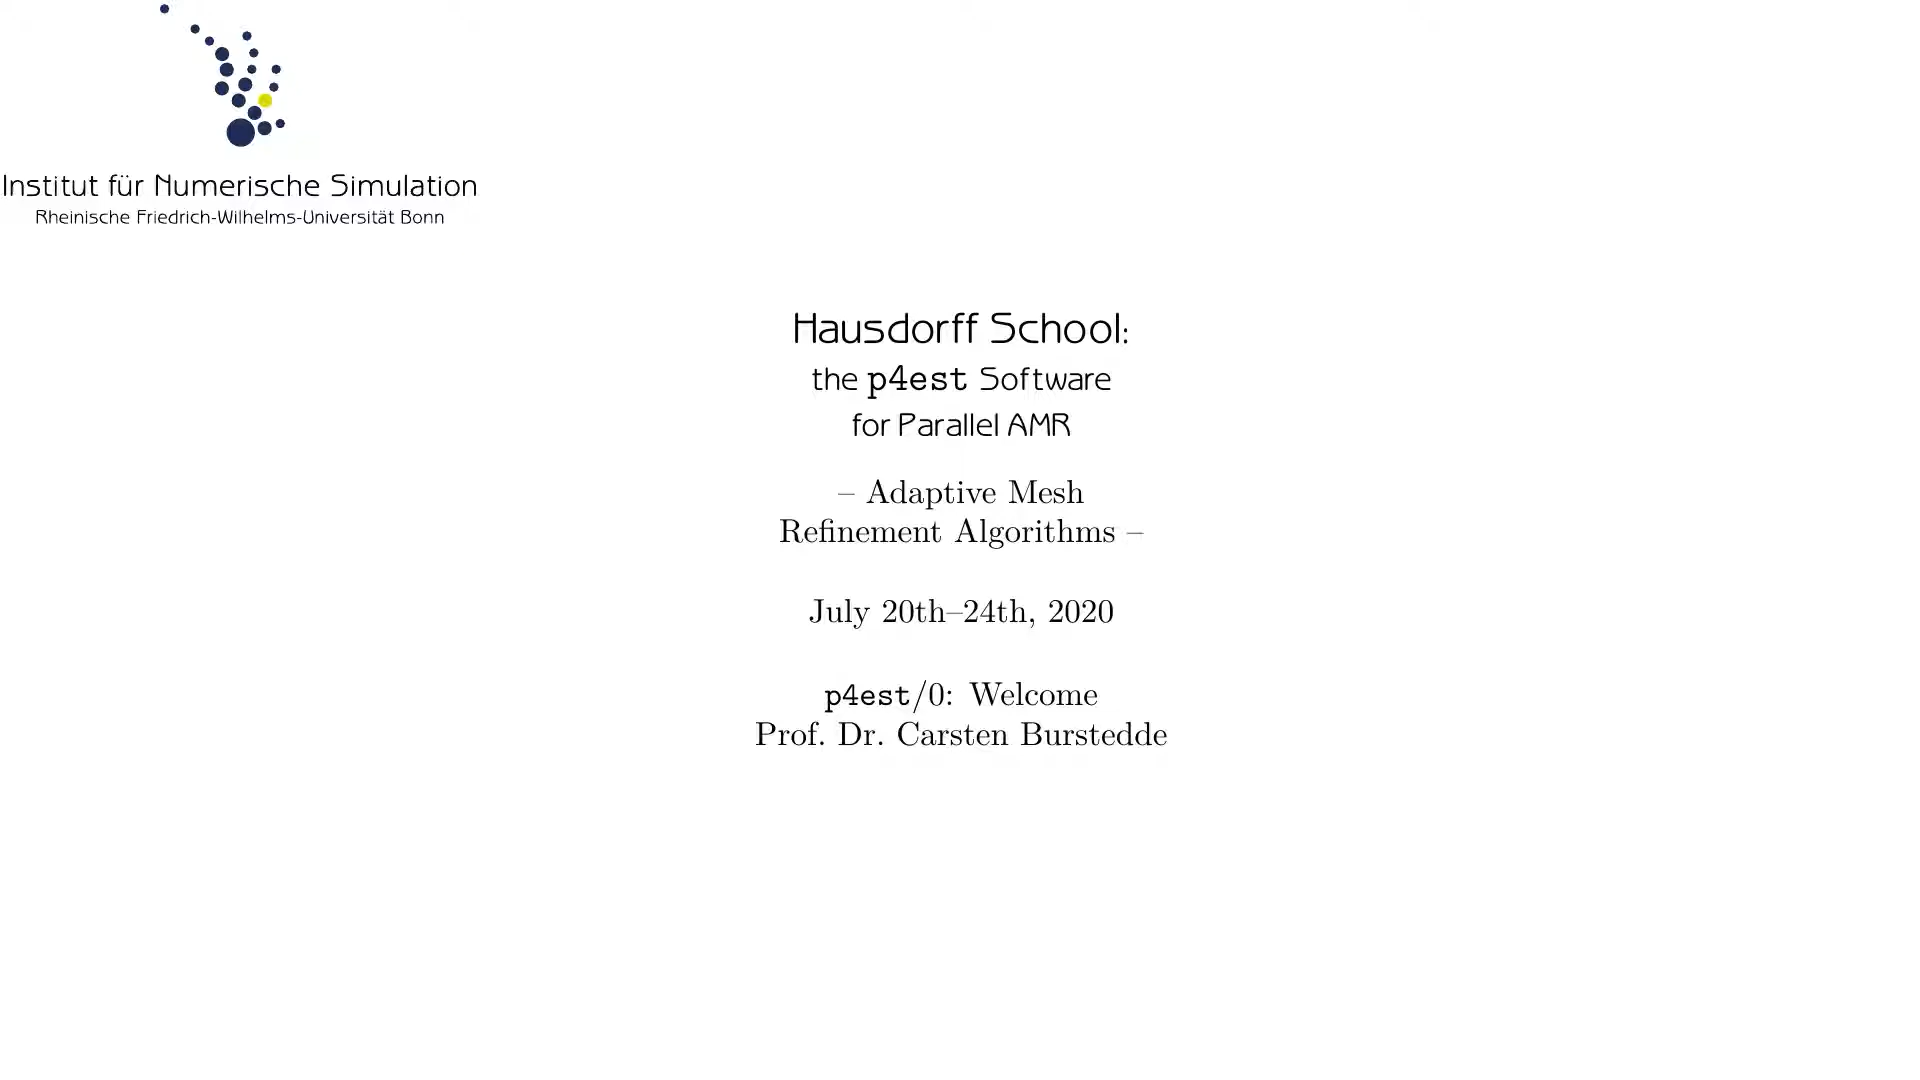 Institut für Numerische Simulation
Rheinische Friedrich-Wilhelms-Universität Bonn
Hausdorff School:
the p4est Software
for Parallel AMR
– Adaptive Mesh
Refinement Algorithms –
July 20th–24th, 2020
p4est/0: Welcome
Prof. Dr. Carsten Burstedde